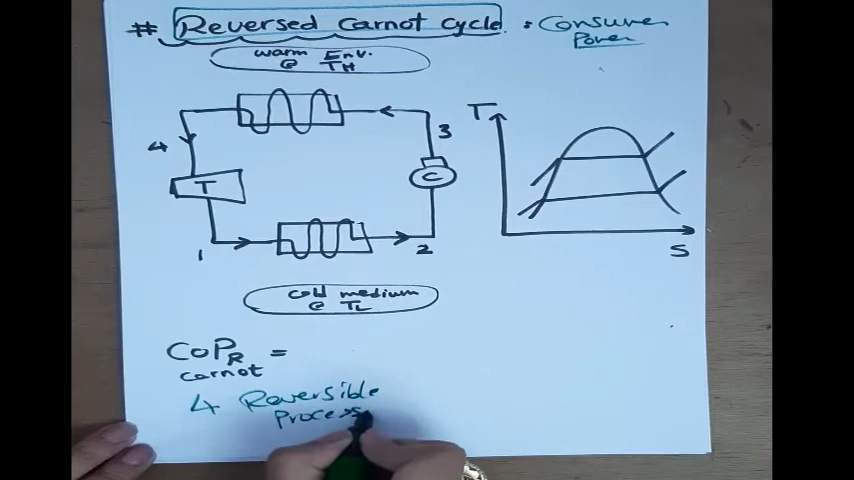 # Reversed Carnot Cycle : Consumes
Power
warm Env.
@ TH
4
3
T
C
1
2
T
S
cold medium
@ TL
COPR =
carnot
4 Reversible
process